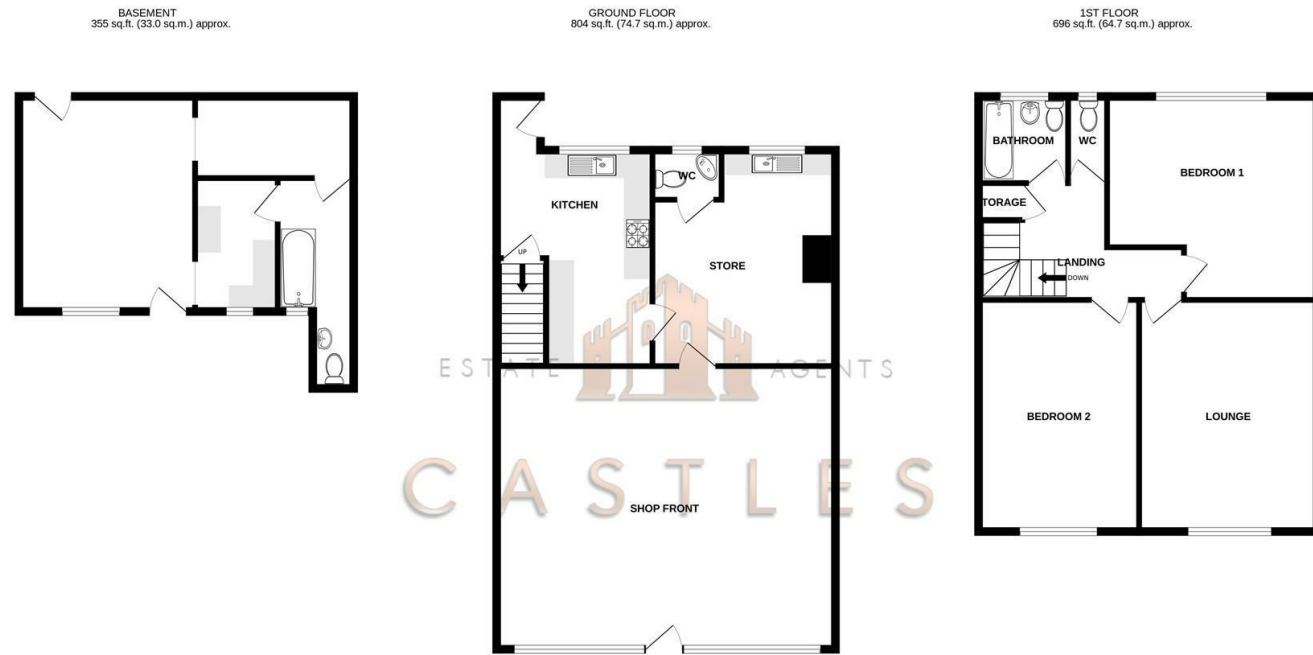 BASEMENT
355 sq.ft. (33.0 sq.m.) approx.
GROUND FLOOR
804 sq.ft. (74.7 sq.m.) approx.
1ST FLOOR
696 sq.ft. (64.7 sq.m.) approx.
KITCHEN
WC
UP
STORE
SHOP FRONT
BATHROOM
WC
BEDROOM 1
TORAGE
LANDING
DOWN
BEDROOM 2
LOUNGE
ESTATE AGENTS
CASTLES